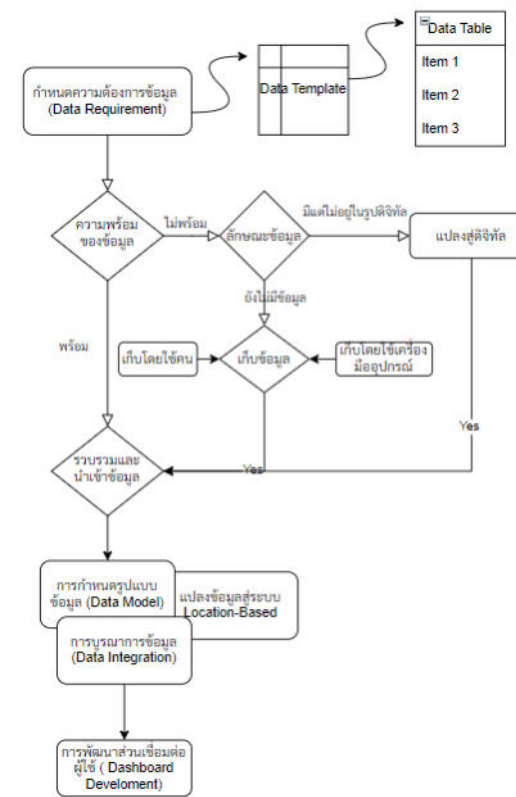 กำหนดความต้องการข้อมูล
(Data Requirement)
Data Template
Data Table
Item 1
Item 2
Item 3
ความพร้อม
ของข้อมูล
ไม่พร้อม
ลักษณะข้อมูล
มีแต่ไม่อยู่ในรูปดิจิทัล
แปลงสู่ดิจิทัล
ยังไม่มีข้อมูล
พร้อม
เก็บโดยใช้คน
เก็บข้อมูล
เก็บโดยใช้เครื่อง
มืออุปกรณ์
Yes
รวบรวมและ
นำเข้าข้อมูล
Yes
การกำหนดรูปแบบ
ข้อมูล (Data Model)
แปลงข้อมูลสู่ระบบ
Location-Based
การบูรณาการข้อมูล
(Data Integration)
การพัฒนาส่วนเชื่อมต่อ
ผู้ใช้ ( Dashboard
Develoment)